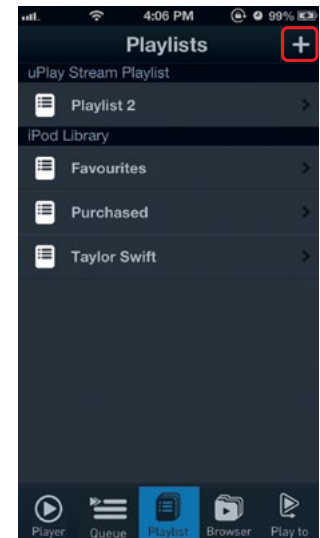 4:06 PM 99%
Playlists +
uPlay Stream Playlist
Playlist 2
iPod Library
Favourites
Purchased
Taylor Swift
Player Queue Playlist Browser Play to